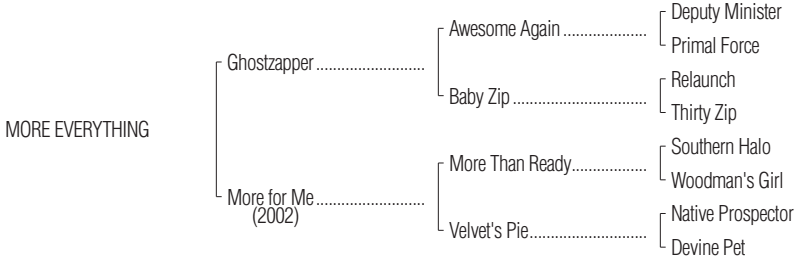 Deputy Minister
Awesome Again
Primal Force
Ghostzapper
Relaunch
Baby Zip
Thirty Zip
MORE EVERYTHING
Southern Halo
More Than Ready
Woodman's Girl
More for Me
(2002)
Native Prospector
Velvet's Pie
Devine Pet